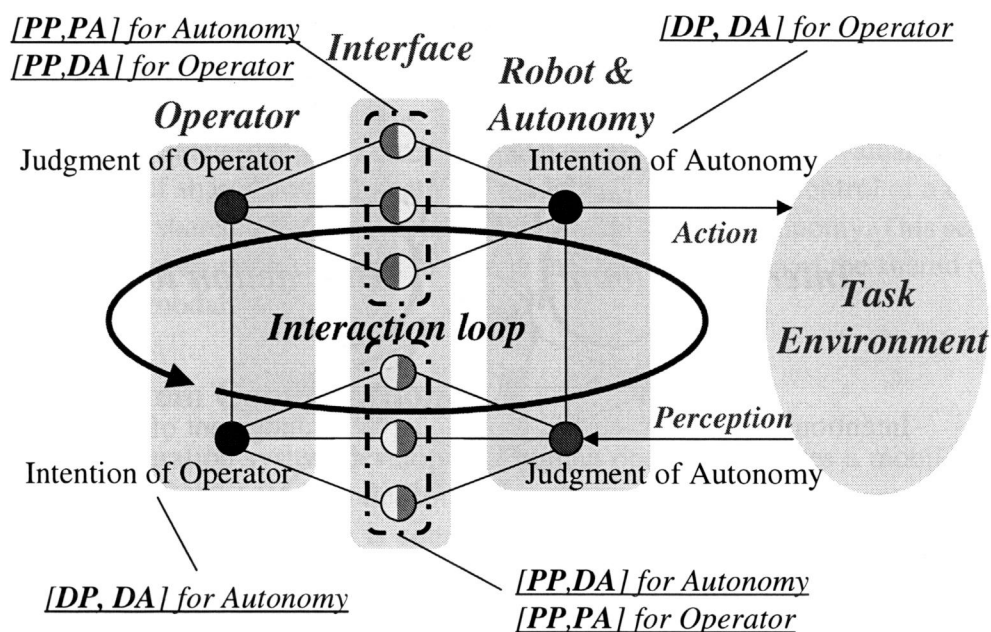 [PP,PA] for Autonomy
[PP,DA] for Operator
Interface
[DP, DA] for Operator
Operator
Robot &
Autonomy
Judgment of Operator
Intention of Autonomy
Action
Interaction loop
Task
Environment
Perception
Intention of Operator
Judgment of Autonomy
[DP, DA] for Autonomy
[PP,DA] for Autonomy
[PP,PA] for Operator